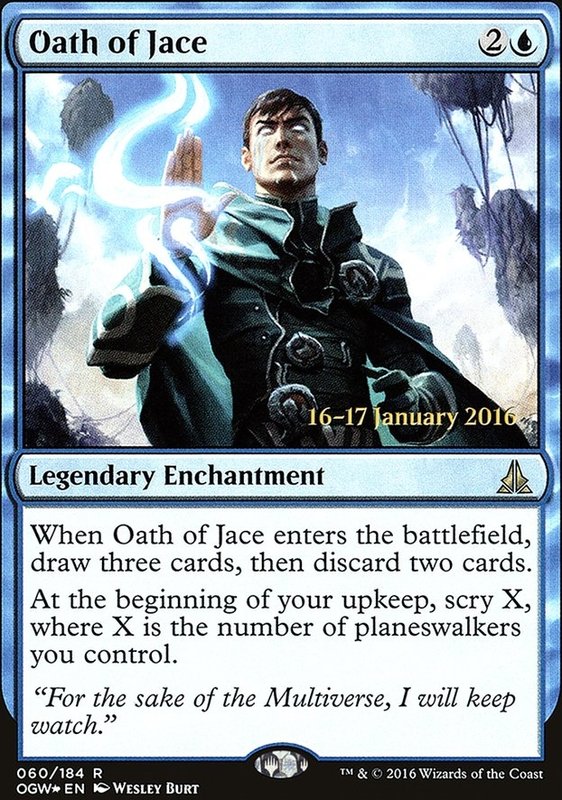 Oath of Jace
2
16-17 January 2016
Legendary Enchantment
When Oath of Jace enters the battlefield,
draw three cards, then discard two cards.
At the beginning of your upkeep, scry X,
where X is the number of planeswalkers
you control.
“For the sake of the Multiverse, I will keep
watch.”
060/184 R
OGW★ EN Wesley Burt
™ & © 2016 Wizards of the Coast